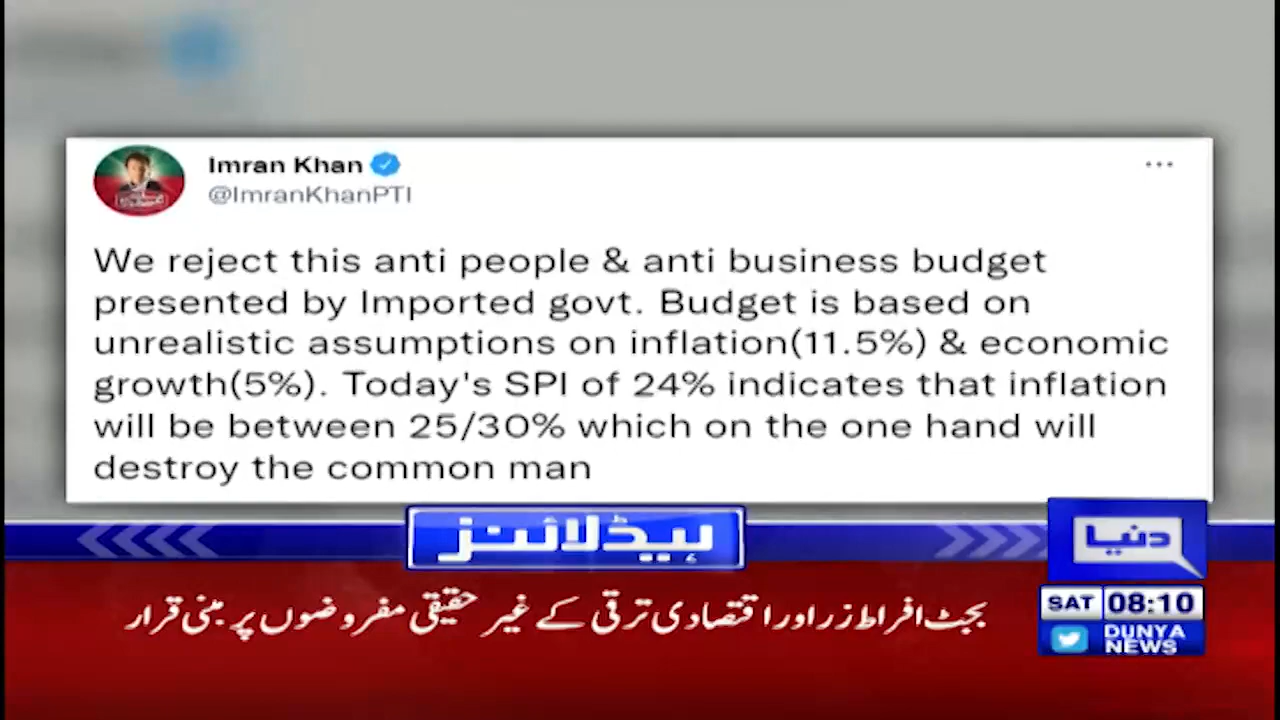 Imran Khan
@ImranKhanPTI
We reject this anti people & anti business budget
presented by Imported govt. Budget is based on
unrealistic assumptions on inflation(11.5%) & economic
growth(5%). Today's SPI of 24% indicates that inflation
will be between 25/30% which on the one hand will
destroy the common man
ہیڈلائنز
دنیا
بجٹ افراط زر اور اقتصادی ترقی کے غیر حقیقی مفروضوں پر مبنی قرار
SAT 08:10
DUNYA
NEWS